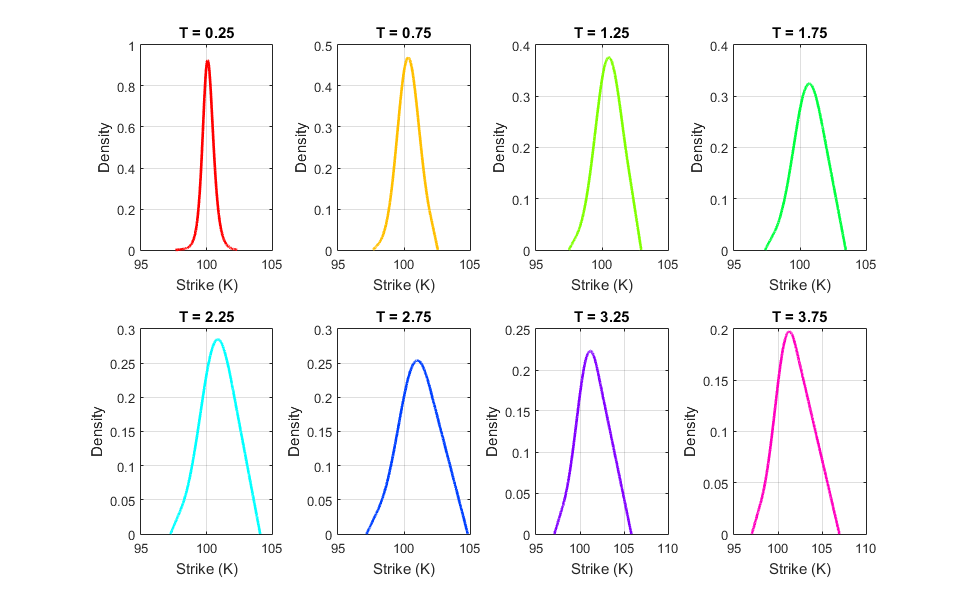 T = 0.25 T = 0.75 T = 1.25 T = 1.75
1 0.5 0.4 0.4
0.8 0.4 0.3 0.3
0.6 0.3 0.2 0.2
0.4 0.2 0.1 0.1
0.2 0.1 0 0
0 0
Density Density Density Density
95 100 105 95 100 105 95 100 105 95 100 105
Strike (K) Strike (K) Strike (K) Strike (K)
T = 2.25 T = 2.75 T = 3.25 T = 3.75
0.3 0.3 0.25 0.2
0.25 0.25 0.2 0.15
0.2 0.2 0.15 0.1
0.15 0.15 0.1 0.05
0.1 0.1 0.05 0
0.05 0.05 0
0 0
Density Density Density Density
95 100 105 95 100 105 95 100 105 110 95 100 105 110
Strike (K) Strike (K) Strike (K) Strike (K)